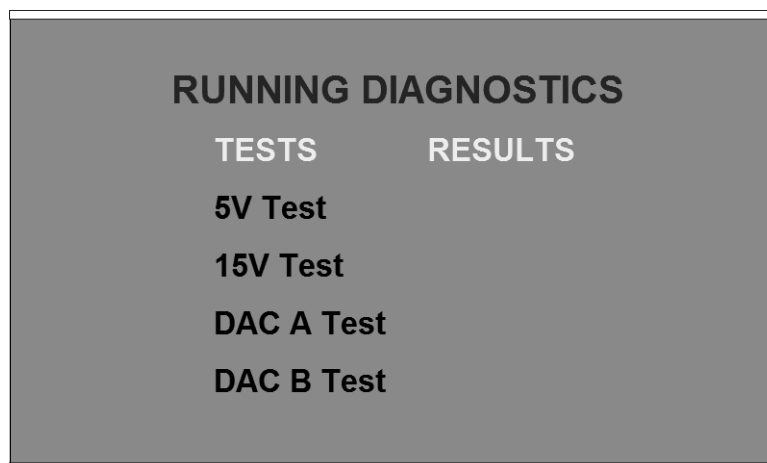 RUNNING DIAGNOSTICS
TESTS RESULTS
5V Test
15V Test
DAC A Test
DAC B Test